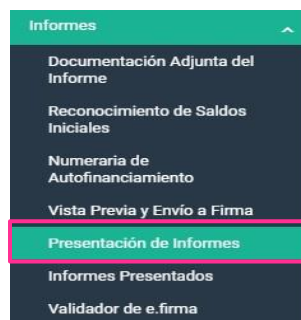 Informes
Documentación Adjunta del
Informe
Reconocimiento de Saldos
Iniciales
Numeraria de
Autofinanciamiento
Vista Previa y Envío a Firma
Presentación de Informes
Informes Presentados
Validador de e.firma